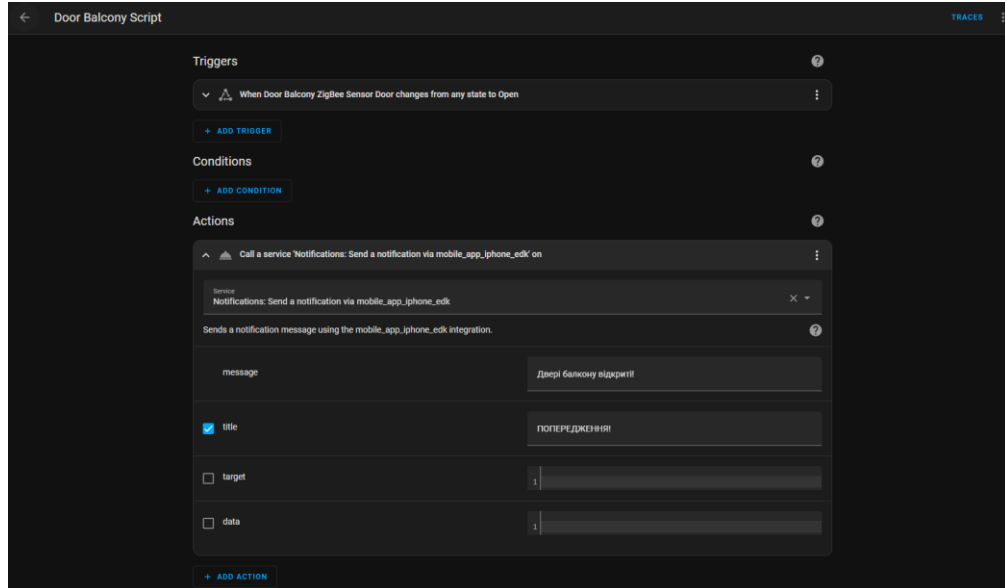 Door Balcony Script
TRACES
Triggers
When Door Balcony ZigBee Sensor Door changes from any state to Open
+ ADD TRIGGER
Conditions
+ ADD CONDITION
Actions
Call a service 'Notifications: Send a notification via mobile_app_iphone_edk' on
Service
Notifications: Send a notification via mobile_app_iphone_edk
Sends a notification message using the mobile_app_iphone_edk integration.
message
Двері балкону відкриті!
title
ПОПЕРЕДЖЕННЯ!
target
1
data
1
+ ADD ACTION